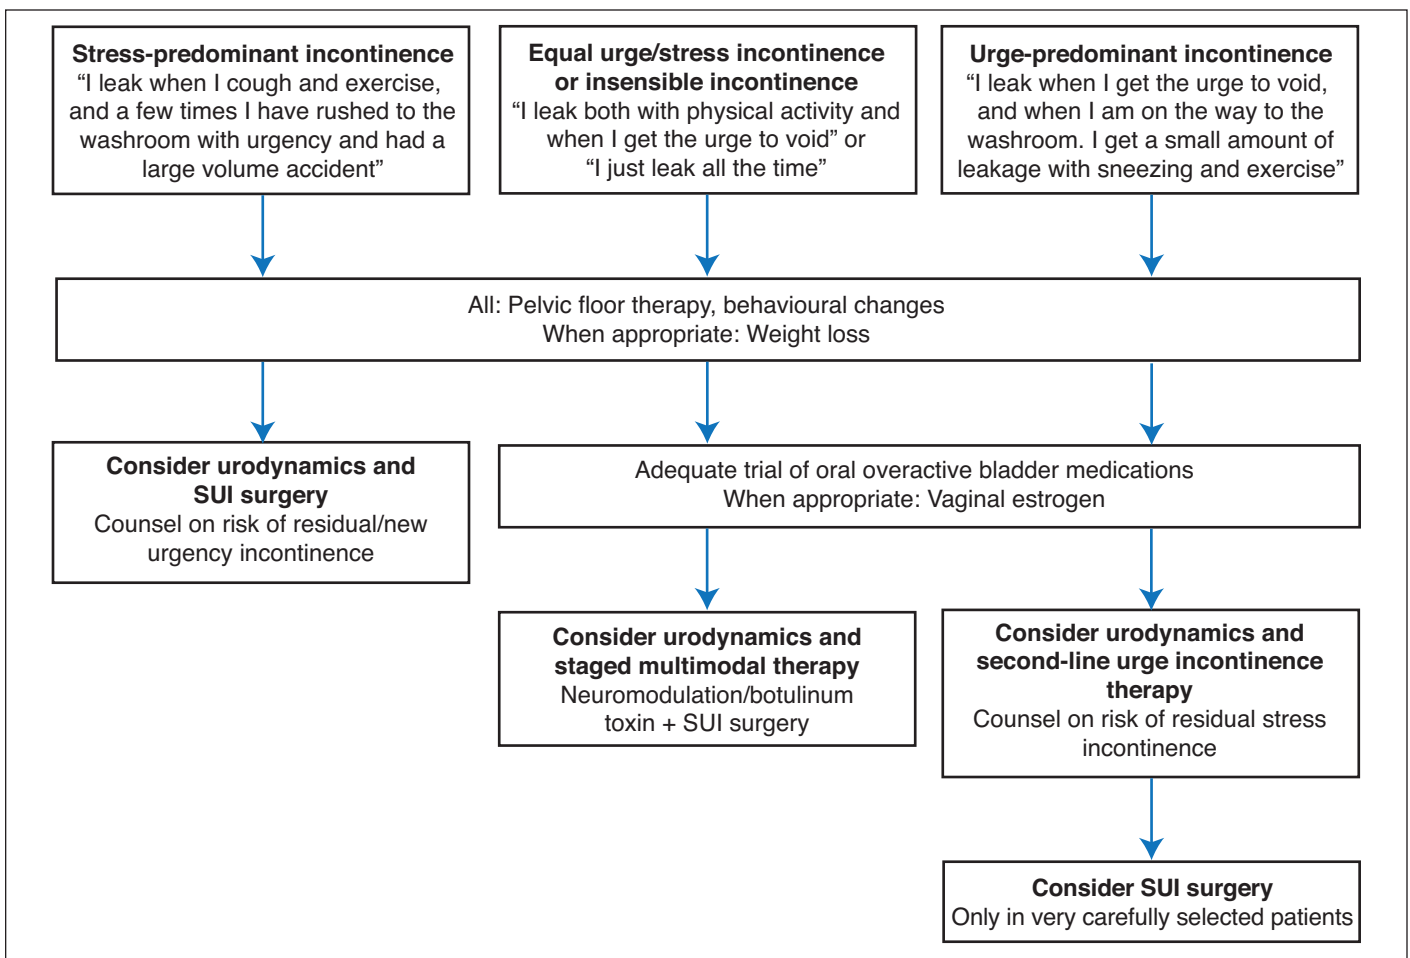 Stress-predominant incontinence
“I leak when I cough and exercise,
and a few times I have rushed to the
washroom with urgency and had a
large volume accident”
Equal urge/stress incontinence
or insensible incontinence
“I leak both with physical activity and
when I get the urge to void” or
“I just leak all the time”
Urge-predominant incontinence
“I leak when I get the urge to void,
and when I am on the way to the
washroom. I get a small amount of
leakage with sneezing and exercise”
All: Pelvic floor therapy, behavioural changes
When appropriate: Weight loss
Consider urodynamics and
SUI surgery
Counsel on risk of residual/new
urgency incontinence
Adequate trial of oral overactive bladder medications
When appropriate: Vaginal estrogen
Consider urodynamics and
staged multimodal therapy
Neuromodulation/botulinum
toxin + SUI surgery
Consider urodynamics and
second-line urge incontinence
therapy
Counsel on risk of residual stress
incontinence
Consider SUI surgery
Only in very carefully selected patients